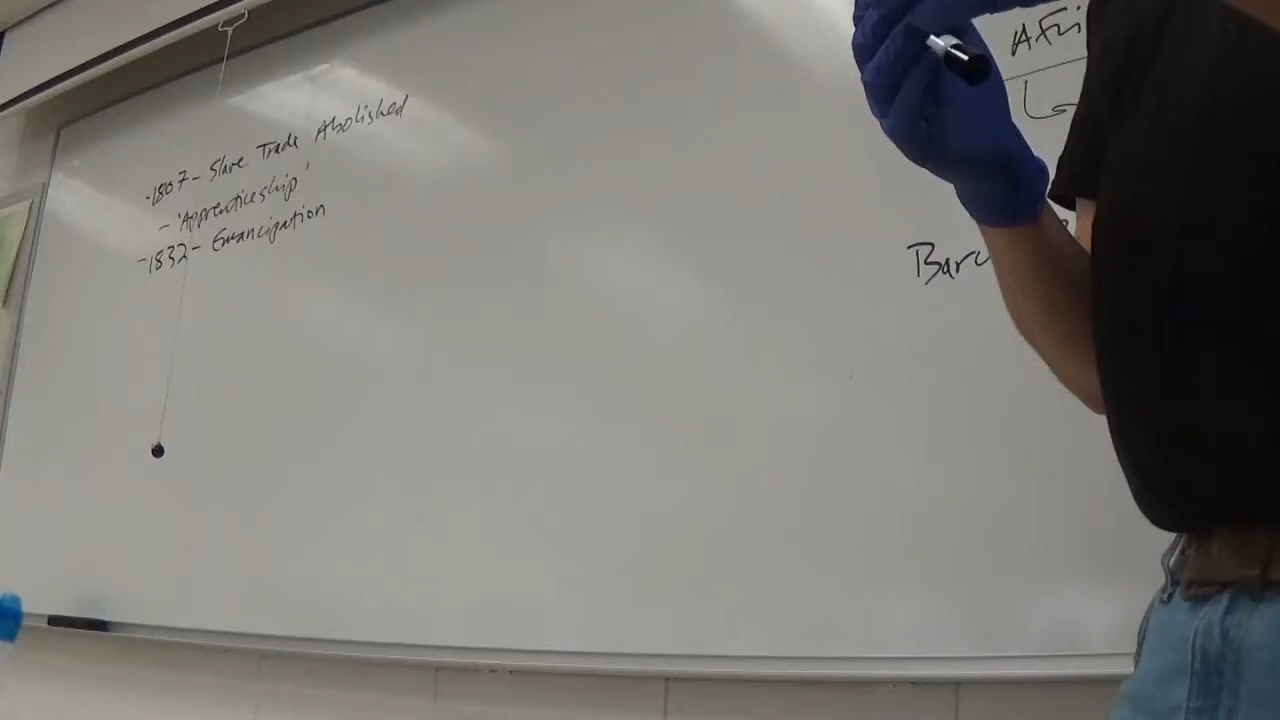 -1807 - Slave Trade Abolished
- 'Apprenticeship'
-1832 - Emancipation
Afri
Bar